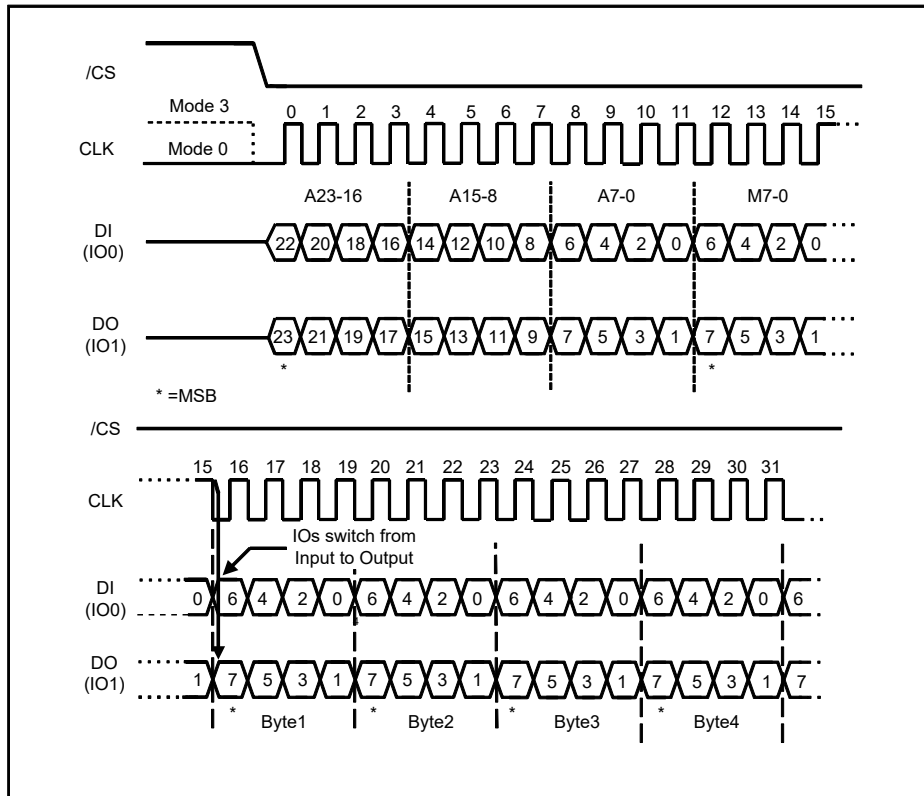 /CS
Mode 3
0 1 2 3 4 5 6 7 8 9 10 11 12 13 14 15
CLK
Mode 0
A23-16 A15-8 A7-0 M7-0
DI
(IO0)
22 20 18 16 14 12 10 8 6 4 2 0 6 4 2 0
DO
(IO1)
23 21 19 17 15 13 11 9 7 5 3 1 7 5 3 1
* *
* =MSB
/CS
15 16 17 18 19 20 21 22 23 24 25 26 27 28 29 30 31
CLK
IOs switch from
Input to Output
DI
(IO0)
0 6 4 2 0 6 4 2 0 6 4 2 0 6 4 2 0 6
DO
(IO1)
1 7 5 3 1 7 5 3 1 7 5 3 1 7 5 3 1 7
* * * *
Byte1 Byte2 Byte3 Byte4